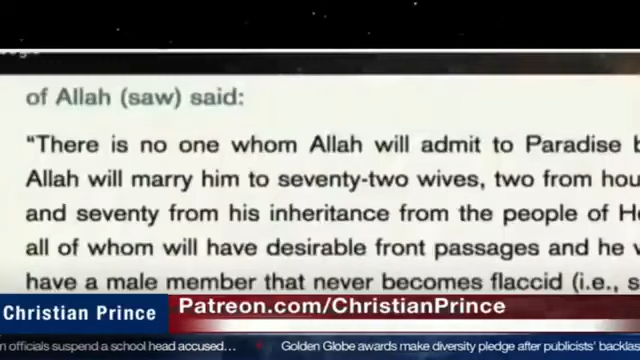 of Allah (saw) said:
"There is no one whom Allah will admit to Paradise b
Allah will marry him to seventy-two wives, two from hou
and seventy from his inheritance from the people of He
all of whom will have desirable front passages and he w
have a male member that never becomes flaccid (i.e., s
Christian Prince
Patreon.com/ChristianPrince
n officials suspend a school head accused...
Golden Globe awards make diversity pledge after publicists' backlas